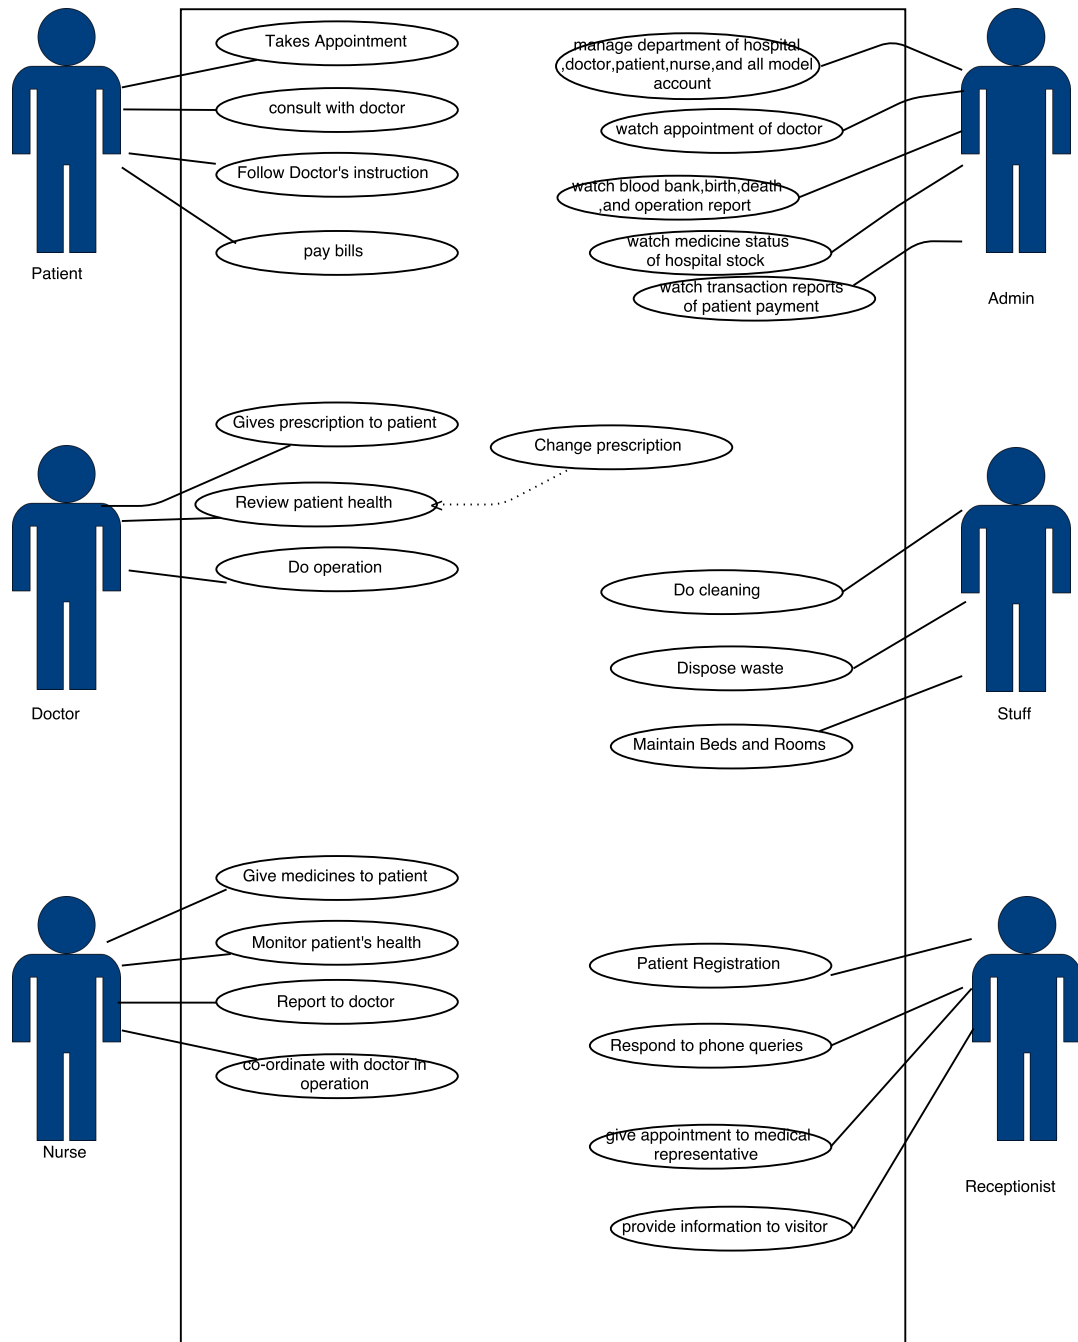 Takes Appointment
consult with doctor
Follow Doctor's instruction
pay bills
Patient
manage department of hospital
,doctor,patient,nurse,and all model
account
watch appointment of doctor
watch blood bank,birth,death
,and operation report
watch medicine status
of hospital stock
watch transaction reports
of patient payment
Admin
Gives prescription to patient
Change prescription
Review patient health
Do operation
Doctor
Do cleaning
Dispose waste
Maintain Beds and Rooms
Stuff
Give medicines to patient
Monitor patient's health
Report to doctor
co-ordinate with doctor in
operation
Nurse
Patient Registration
Respond to phone queries
give appointment to medical
representative
provide information to visitor
Receptionist